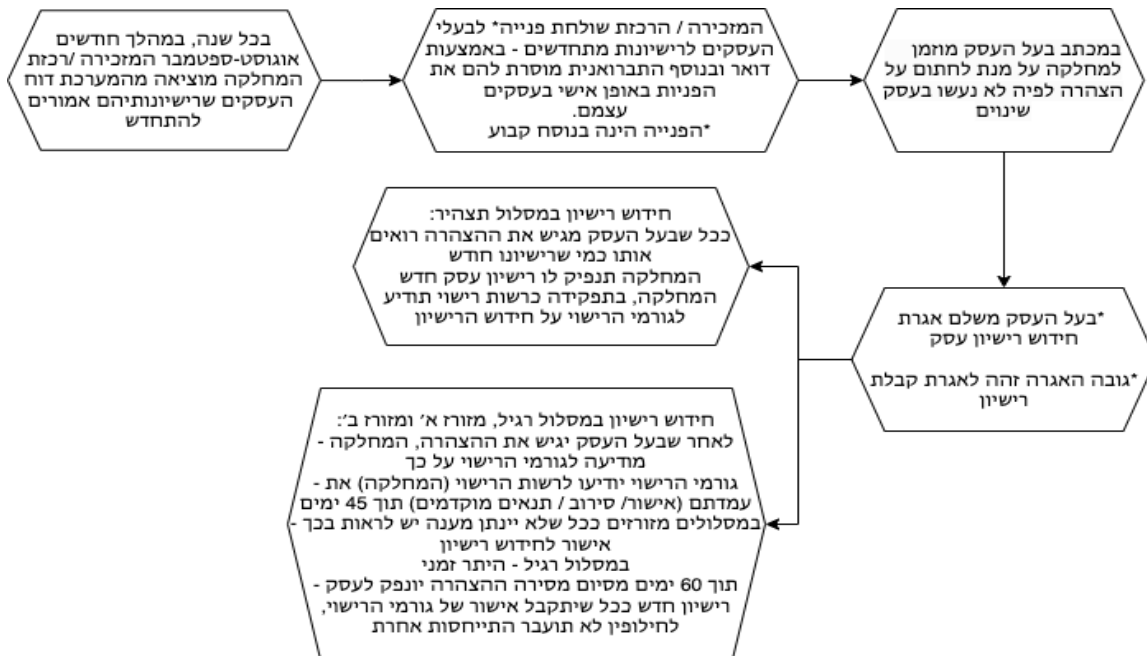 בכל שנה, במהלך חודשים
אוגוסט-ספטמבר המזכירה /רכזת
המחלקה מוציאה מהמערכת דוח
העסקים שרישיונותיהם אמורים
להתחדש
המזכירה / הרכזת שולחת פנייה* לבעלי
העסקים לרישיונות מתחדשים - באמצעות
דואר ובנוסף התברואנית מוסרת להם את
הפניות באופן אישי בעסקים
עצמם.
*הפנייה הינה בנוסח קבוע
במכתב בעל העסק מוזמן
למחלקה על מנת לחתום על
הצהרה לפיה לא נעשו בעסק
שינוים
*בעל העסק משלם אגרת
חידוש רישיון עסק
*גובה האגרה זהה לאגרת קבלת
רישיון
חידוש רישיון במסלול תצהיר:
ככל שבעל העסק מגיש את ההצהרה רואים
אותו כמי שרישיונו חודש
המחלקה תנפיק לו רישיון עסק חדש
המחלקה, בתפקידה כרשות רישוי תודיע
לגורמי הרישוי על חידוש הרישיון
חידוש רישיון במסלול רגיל, מזורז א׳ ומזורז ב׳:
לאחר שבעל העסק יגיש את ההצהרה, המחלקה -
מודיעה לגורמי הרישוי על כך
גורמי הרישוי יודיעו לרשות הרישוי (המחלקה) את -
עמדתם (אישור/ סירוב / תנאים מוקדמים) תוך 45 ימים
במסלולים מזורזים ככל שלא יינתן מענה יש לראות בכך -
אישור לחידוש רישיון
במסלול רגיל - היתר זמני
תוך 60 ימים מסיום מסירה ההצהרה יונפק לעסק -
רישיון חדש ככל שיתקבל אישור של גורמי הרישוי,
לחילופין לא תועבר התייחסות אחרת